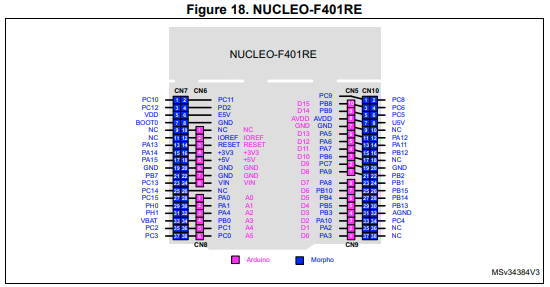 Figure 18. NUCLEO-F401RE
NUCLEO-F401RE
CN7 CN6 CN5 CN10
PC10 1 2 PC11 PC9 1 2 PC8
PC12 3 4 PD2 D15 PB8 3 4 PC6
VDD 5 6 E5V D14 PB9 5 6 PC5
BOOT0 7 8 GND AVDD AVDD 7 8 U5V
NC 9 10 NC NC GND GND 9 10 NC
NC 11 12 IOREF IOREF D13 PA5 11 12 PA12
PA13 13 14 RESET RESET D12 PA6 13 14 PA11
PA14 15 16 +3V3 +3V3 D11 PA7 15 16 PB12
PA15 17 18 +5V +5V D10 PB6 17 18 NC
GND 19 20 GND GND D9 PC7 19 20 GND
PB7 21 22 GND GND D8 PA9 21 22 PB2
PC13 23 24 VIN VIN D7 PA8 23 24 PB1
PC14 25 26 NC D6 PB10 25 26 PB15
PC15 27 28 PA0 A0 D5 PB4 27 28 PB14
PH0 29 30 PA1 A1 D4 PB5 29 30 PB13
PH1 31 32 PA4 A2 D3 PB3 31 32 AGND
VBAT 33 34 PB0 A3 D2 PA10 33 34 PC4
PC2 35 36 PC1 A4 D1 PA2 35 36 NC
PC3 37 38 PC0 A5 D0 PA3 37 38 NC
CN8 CN9
Arduino Morpho
MSv34384V3